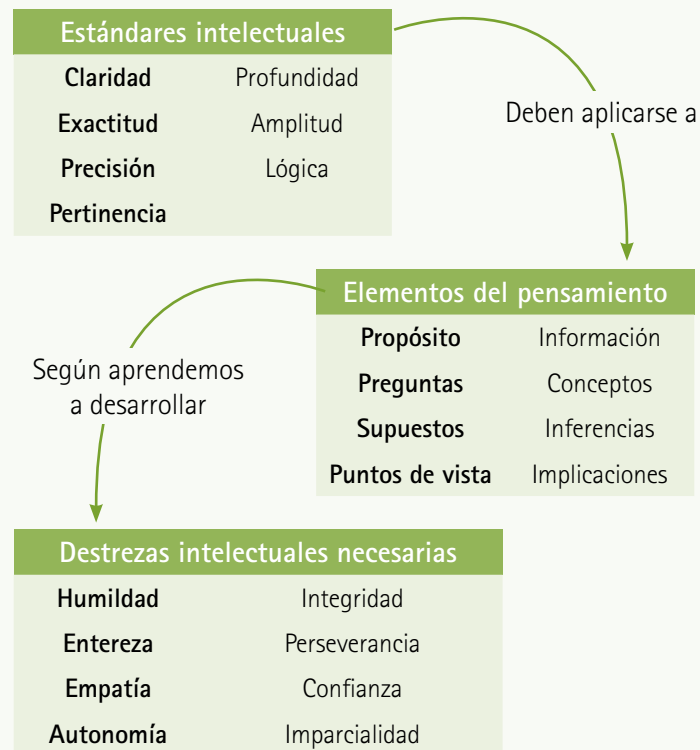 Estándares intelectuales
Claridad Profundidad
Exactitud Amplitud
Precisión Lógica
Pertinencia
Deben aplicarse a
Elementos del pensamiento
Propósito Información
Preguntas Conceptos
Supuestos Inferencias
Puntos de vista Implicaciones
Según aprendemos
a desarrollar
Destrezas intelectuales necesarias
Humildad Integridad
Entereza Perseverancia
Empatía Confianza
Autonomía Imparcialidad